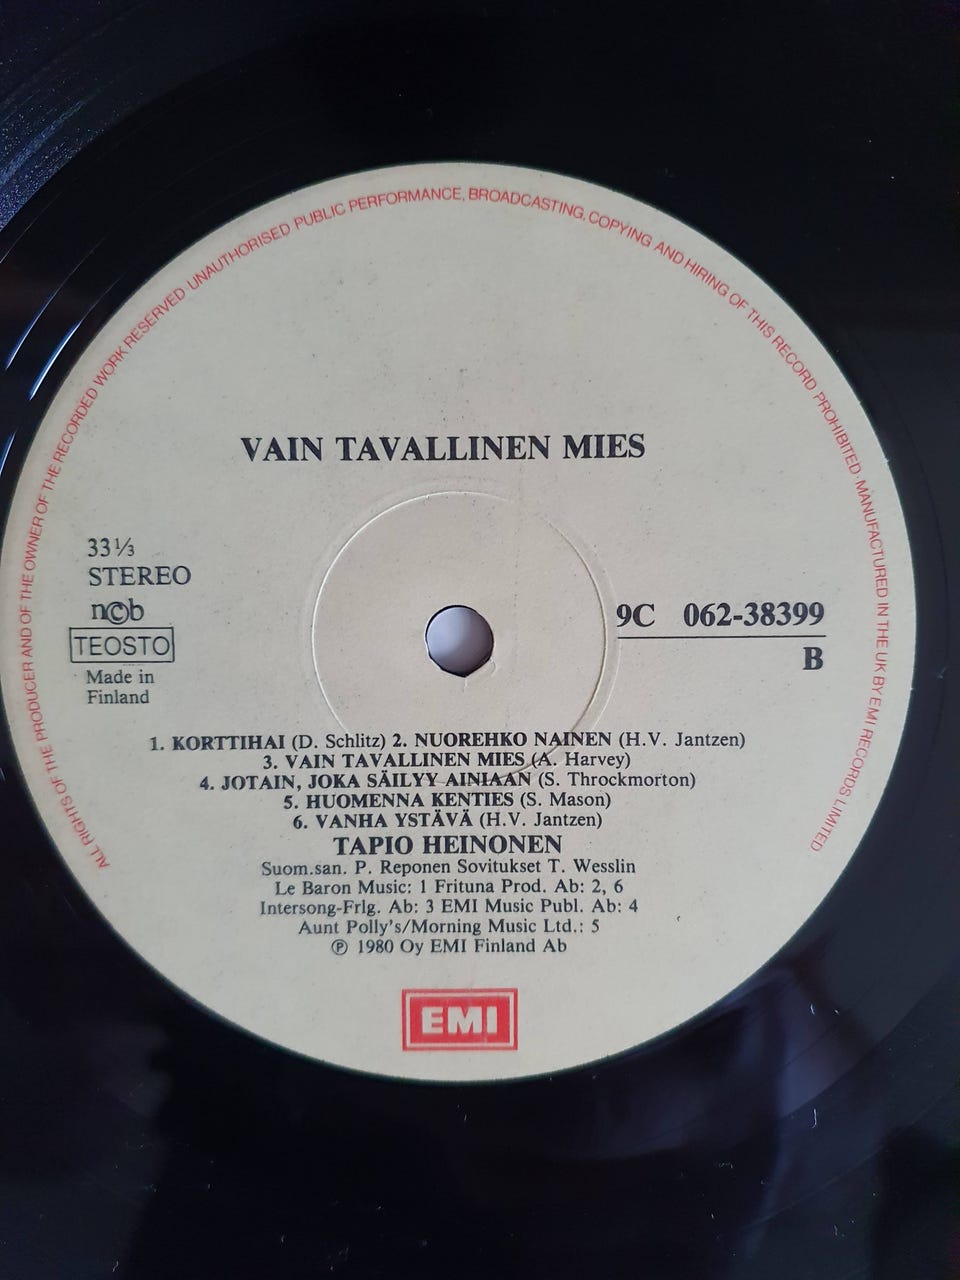 ALL RIGHTS OF THE PRODUCER AND OF THE OWNER OF THE RECORDED WORK RESERVED · UNAUTHORISED PUBLIC PERFORMANCE, BROADCASTING, COPYING AND HIRING OF THIS RECORD PROHIBITED · MANUFACTURED IN THE UK BY EMI RECORDS LIMITED
VAIN TAVALLINEN MIES
33⅓
STEREO
n©b
TEOSTO
Made in
Finland
9C 062-38399
B
1. KORTTIHAI (D. Schlitz) 2. NUOREHKO NAINEN (H.V. Jantzen)
3. VAIN TAVALLINEN MIES (A. Harvey)
4. JOTAIN, JOKA SÄILYY AINIAAN (S. Throckmorton)
5. HUOMENNA KENTIES (S. Mason)
6. VANHA YSTÄVÄ (H.V. Jantzen)
TAPIO HEINONEN
Suom.san. P. Reponen Sovitukset T. Wesslin
Le Baron Music: 1 Frituna Prod. Ab: 2, 6
Intersong-Frlg. Ab: 3 EMI Music Publ. Ab: 4
Aunt Polly's/Morning Music Ltd.: 5
℗ 1980 Oy EMI Finland Ab
EMI